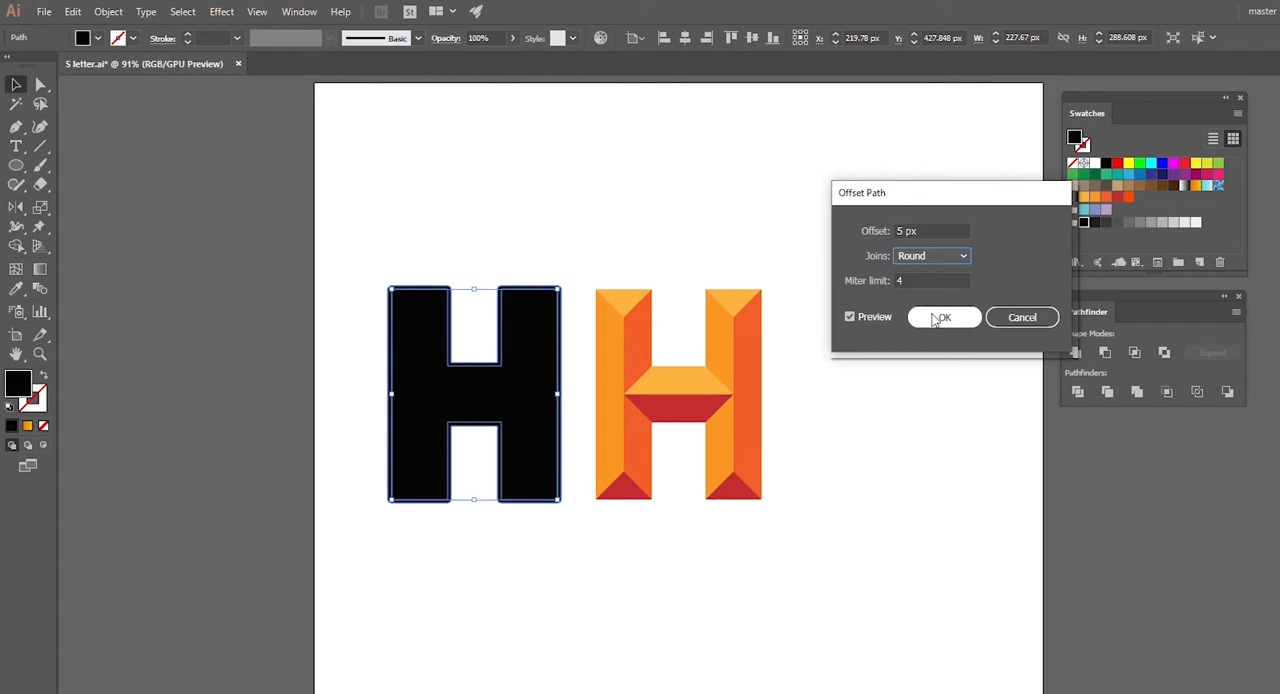 Ai File Edit Object Type Select Effect View Window Help Br St master
Path Stroke: Basic Opacity: 100% Style: X: 219.78 px Y: 427.848 px W: 227.67 px H: 288.608 px
S letter.ai* @ 91% (RGB/GPU Preview)
Swatches
Offset Path
Offset: 5 px
Joins: Round
Miter limit: 4
Preview OK Cancel
Pathfinder
Shape Modes:
Expand
Pathfinders:
H H